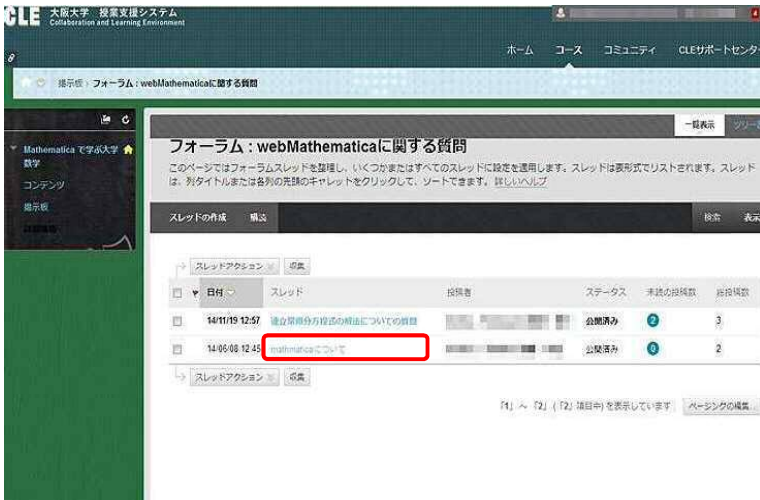 CLE 大阪大学 授業支援システム
Collaboration and Learning Environment
ホーム コース コミュニティ CLEサポートセンター
掲示板 フォーラム : webMathematicaに関する質問
一覧表示
Mathematica で学ぶ大学
数学
コンテンツ
掲示板
フォーラム : webMathematicaに関する質問
このページではフォーラムスレッドを整理し、いくつかまたはすべてのスレッドに設定を適用します。スレッドは表形式でリストされます。スレッド
は、列タイトルまたは各列の先頭のキャレットをクリックして、ソートできます。 詳しいヘルプ
スレッドの作成 購読 検索 表示
スレッドアクション 収集
日付 スレッド 投稿者 ステータス 未読の投稿数 総投稿数
14/11/19 12:57 連立常微分方程式の解法についての質問 公開済み 2 3
14/06/08 12:45 mathmaticaについて 公開済み 0 2
スレッドアクション 収集
「1」 ～ 「2」 (「2」項目中) を表示しています ページングの編集...